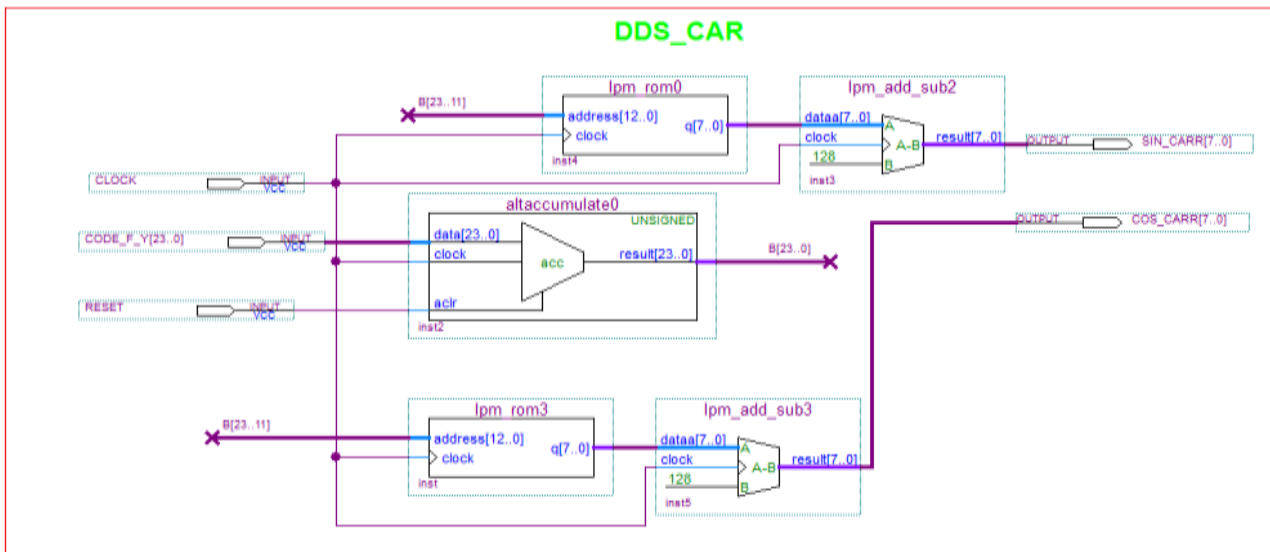 DDS_CAR
lpm_rom0
lpm_add_sub2
B[23..11]
address[12..0]
clock
q[7..0]
inst4
dataa[7..0]
clock
128
A
A-B
B
result[7..0]
inst3
OUTPUT
SIN_CARR[7..0]
CLOCK
INPUT
VCC
altaccumulate0
UNSIGNED
CODE_F_Y[23..0]
INPUT
VCC
data[23..0]
clock
acc
result[23..0]
B[23..0]
aclr
inst2
RESET
INPUT
VCC
OUTPUT
COS_CARR[7..0]
lpm_rom3
lpm_add_sub3
B[23..11]
address[12..0]
clock
q[7..0]
inst
dataa[7..0]
clock
128
A
A-B
B
result[7..0]
inst5